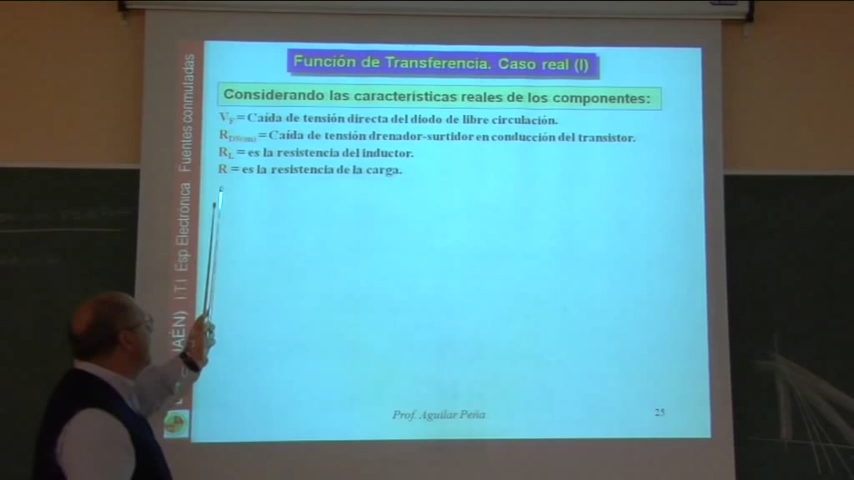 Función de Transferencia. Caso real (I)
Considerando las características reales de los componentes:
V_F = Caída de tensión directa del diodo de libre circulación.
R_DS(on) = Caída de tensión drenador-surtidor en conducción del transistor.
R_L = es la resistencia del inductor.
R = es la resistencia de la carga.
JAÉN) I T I Esp Electrónica Fuentes conmutadas
Prof. Aguilar Peña
25